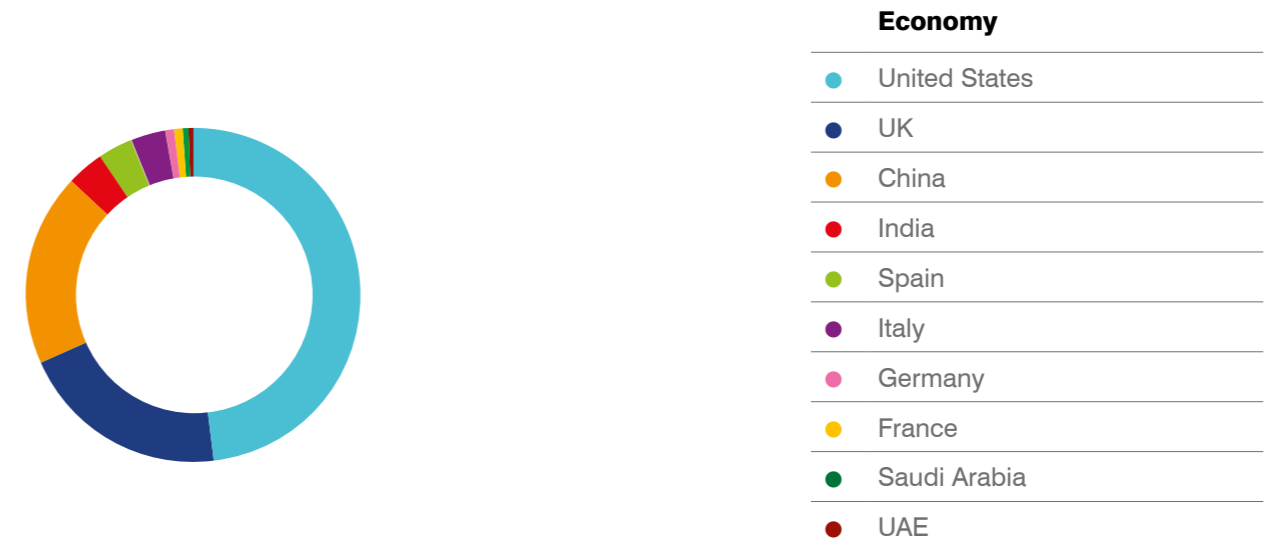 Economy
United States
UK
China
India
Spain
Italy
Germany
France
Saudi Arabia
UAE